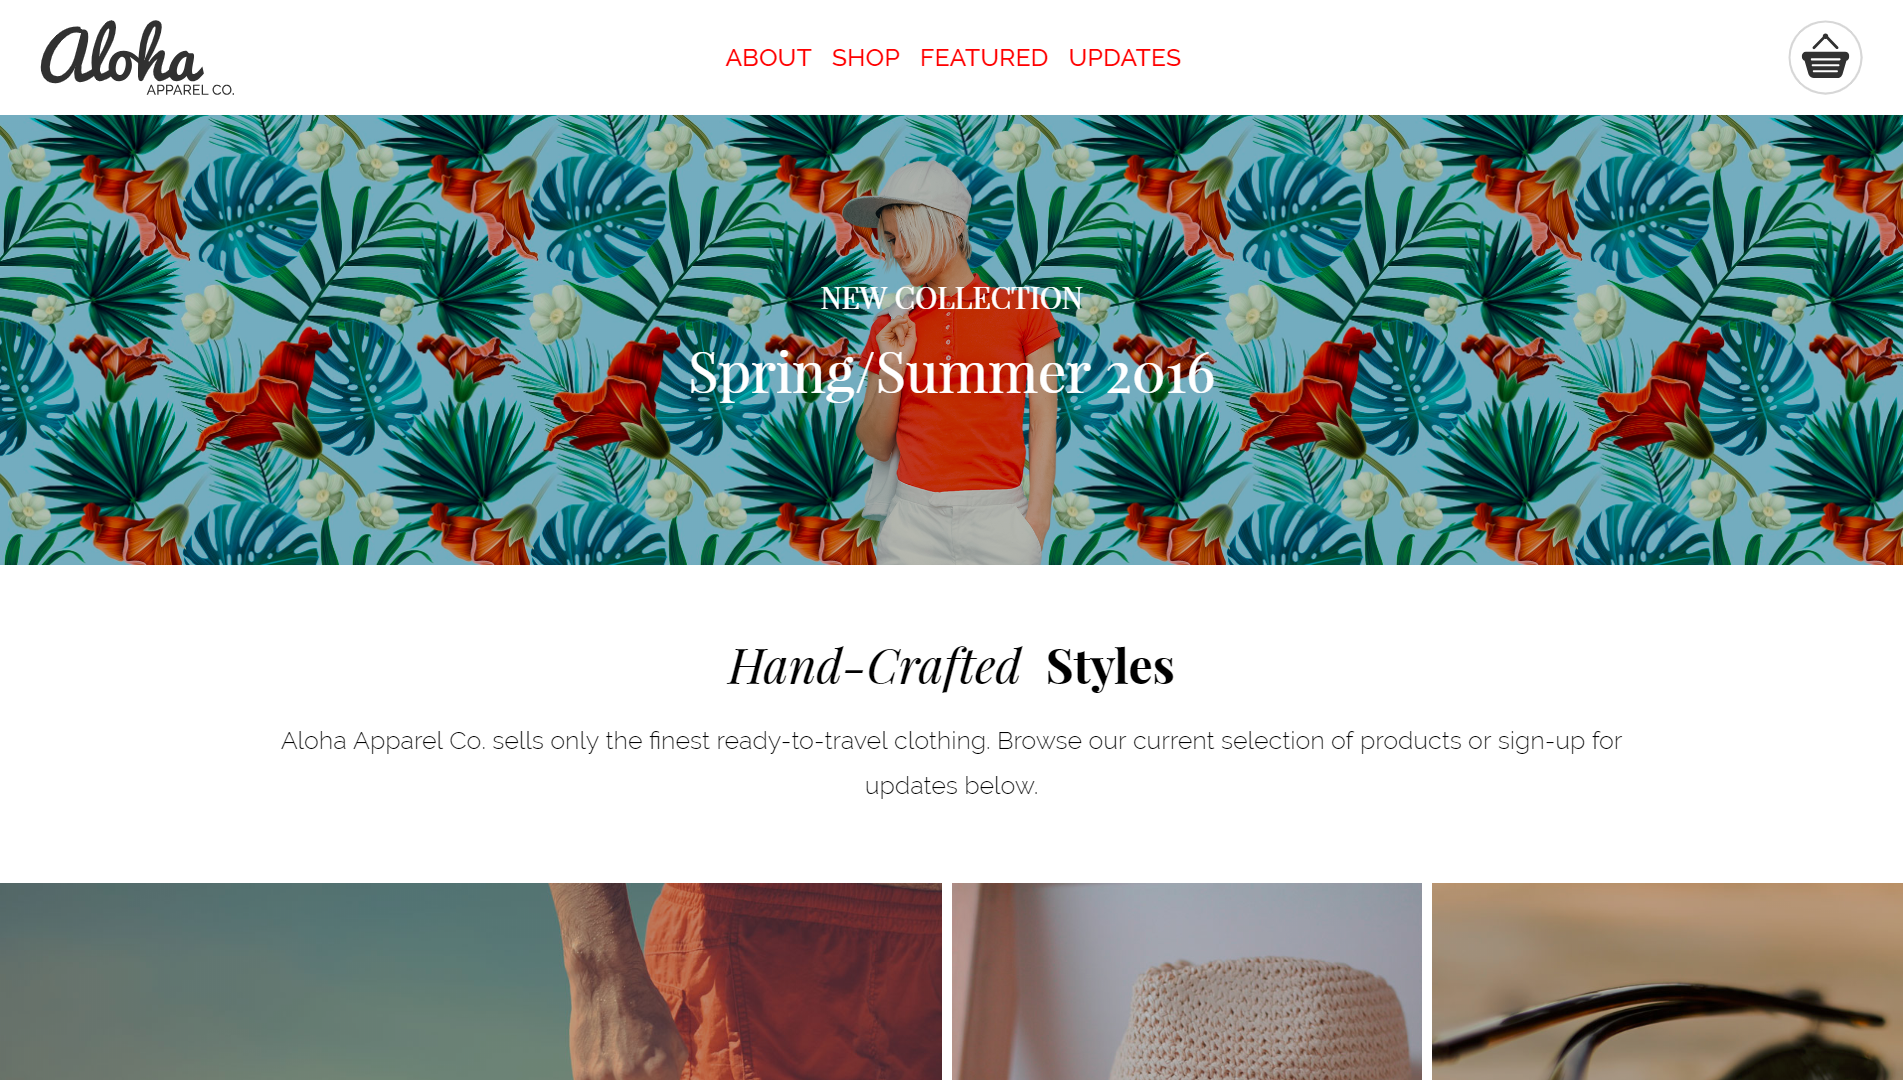 Aloha
APPAREL CO.
ABOUT SHOP FEATURED UPDATES
NEW COLLECTION
Spring/Summer 2016
Hand-Crafted Styles
Aloha Apparel Co. sells only the finest ready-to-travel clothing. Browse our current selection of products or sign-up for
updates below.